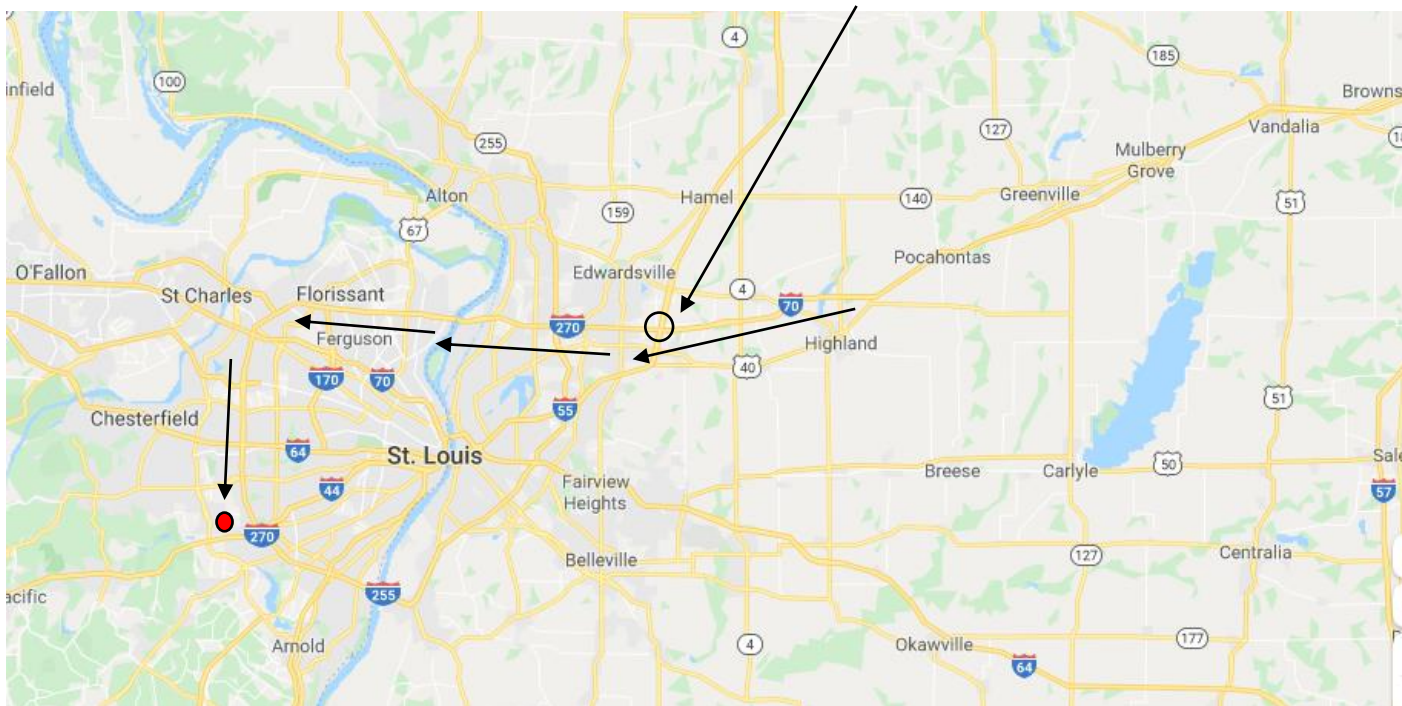 4
185
100
infield
Browns
127
Vandalia
255
Mulberry
Grove
18
Alton
Hamel
140
Greenville
51
159
67
Pocahontas
O'Fallon
Edwardsville
St Charles
Florissant
4
70
270
Ferguson
Highland
170
70
40
51
55
Chesterfield
64
St. Louis
Breese
Carlyle
50
Sale
44
Fairview
Heights
57
270
Belleville
127
Centralia
255
acific
Arnold
4
Okawville
177
64